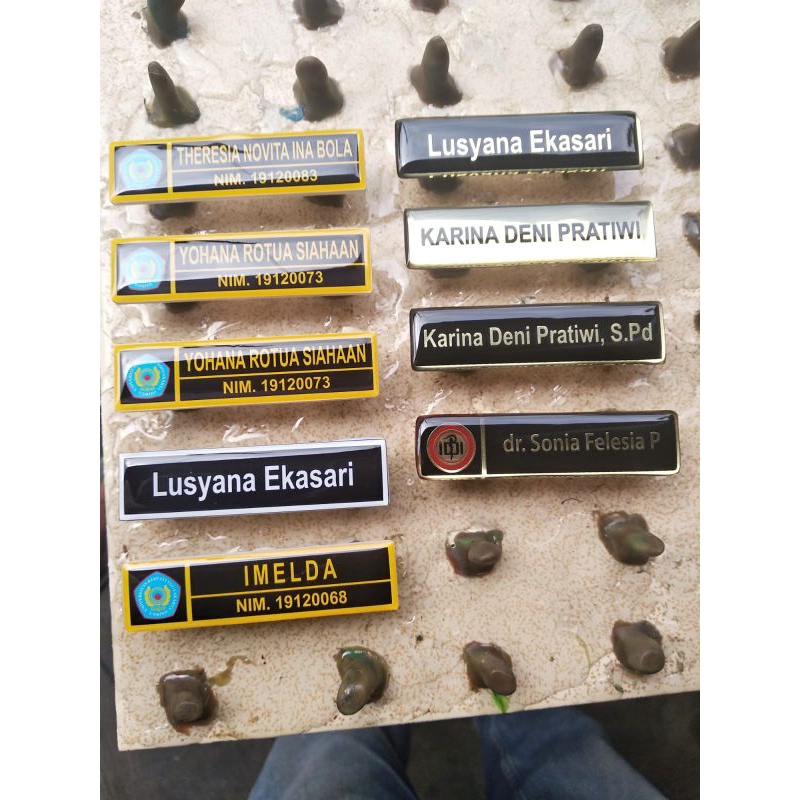 THERESIA NOVITA INA BOLA
NIM. 19120083
YOHANA ROTUA SIAHAAN
NIM. 19120073
YOHANA ROTUA SIAHAAN
NIM. 19120073
Lusyana Ekasari
IMELDA
NIM. 19120068
Lusyana Ekasari
KARINA DENI PRATIWI
Karina Deni Pratiwi, S.Pd
dr. Sonia Felesia P